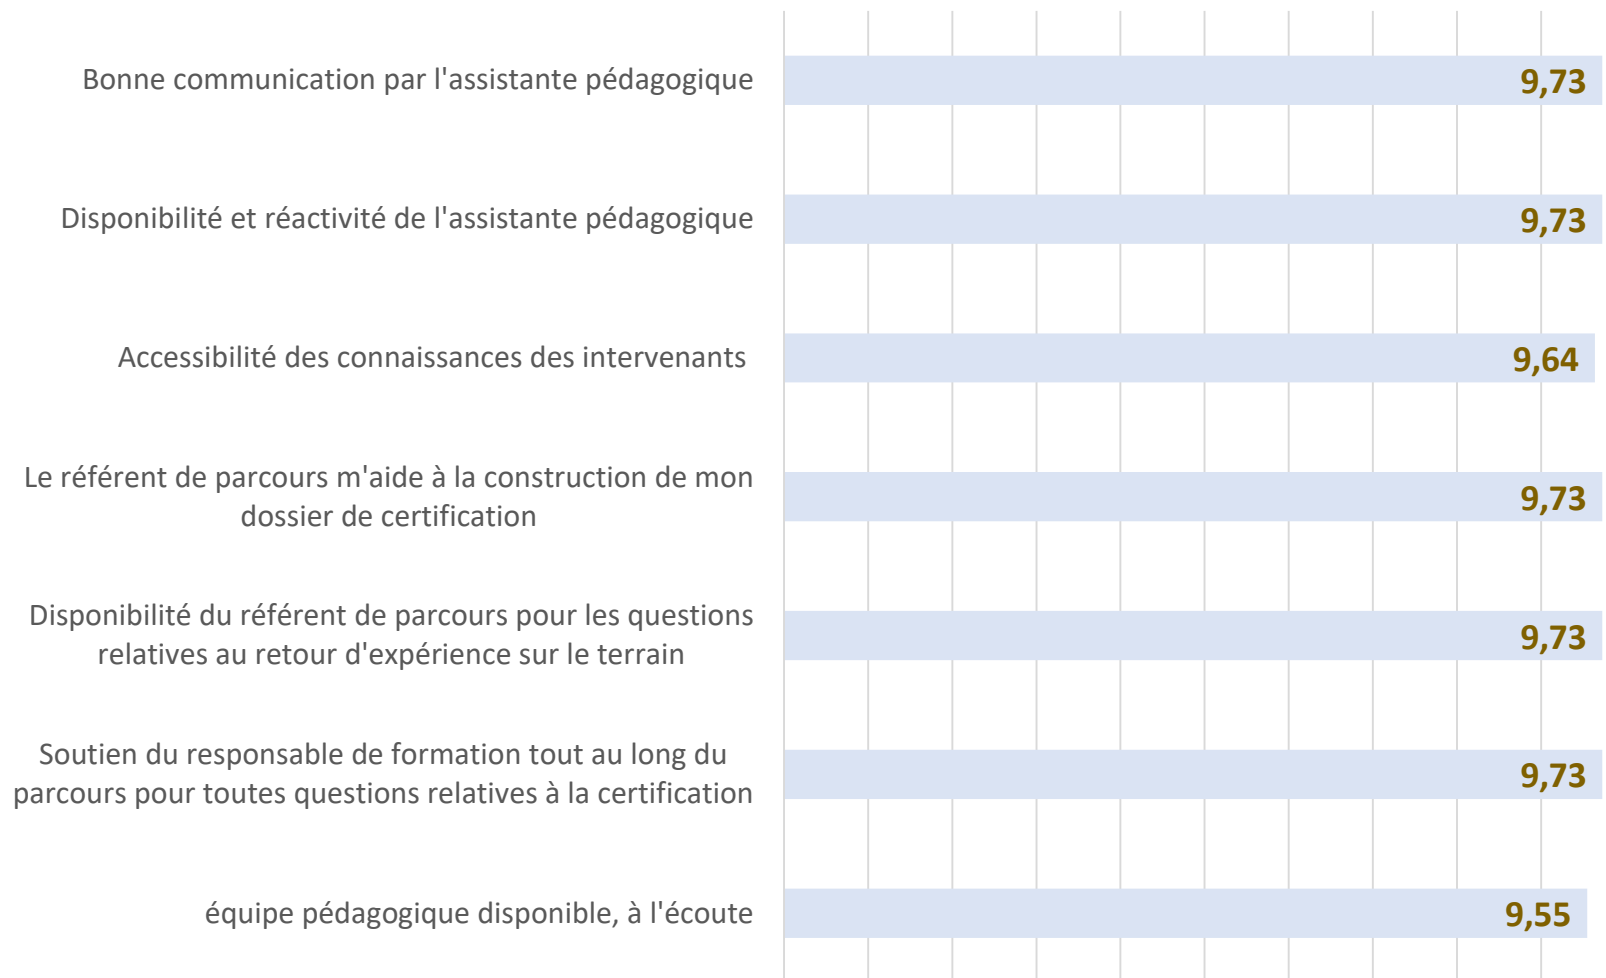 Bonne communication par l'assistante pédagogique
9,73
Disponibilité et réactivité de l'assistante pédagogique
9,73
Accessibilité des connaissances des intervenants
9,64
Le référent de parcours m'aide à la construction de mon
dossier de certification
9,73
Disponibilité du référent de parcours pour les questions
relatives au retour d'expérience sur le terrain
9,73
Soutien du responsable de formation tout au long du
parcours pour toutes questions relatives à la certification
9,73
équipe pédagogique disponible, à l'écoute
9,55